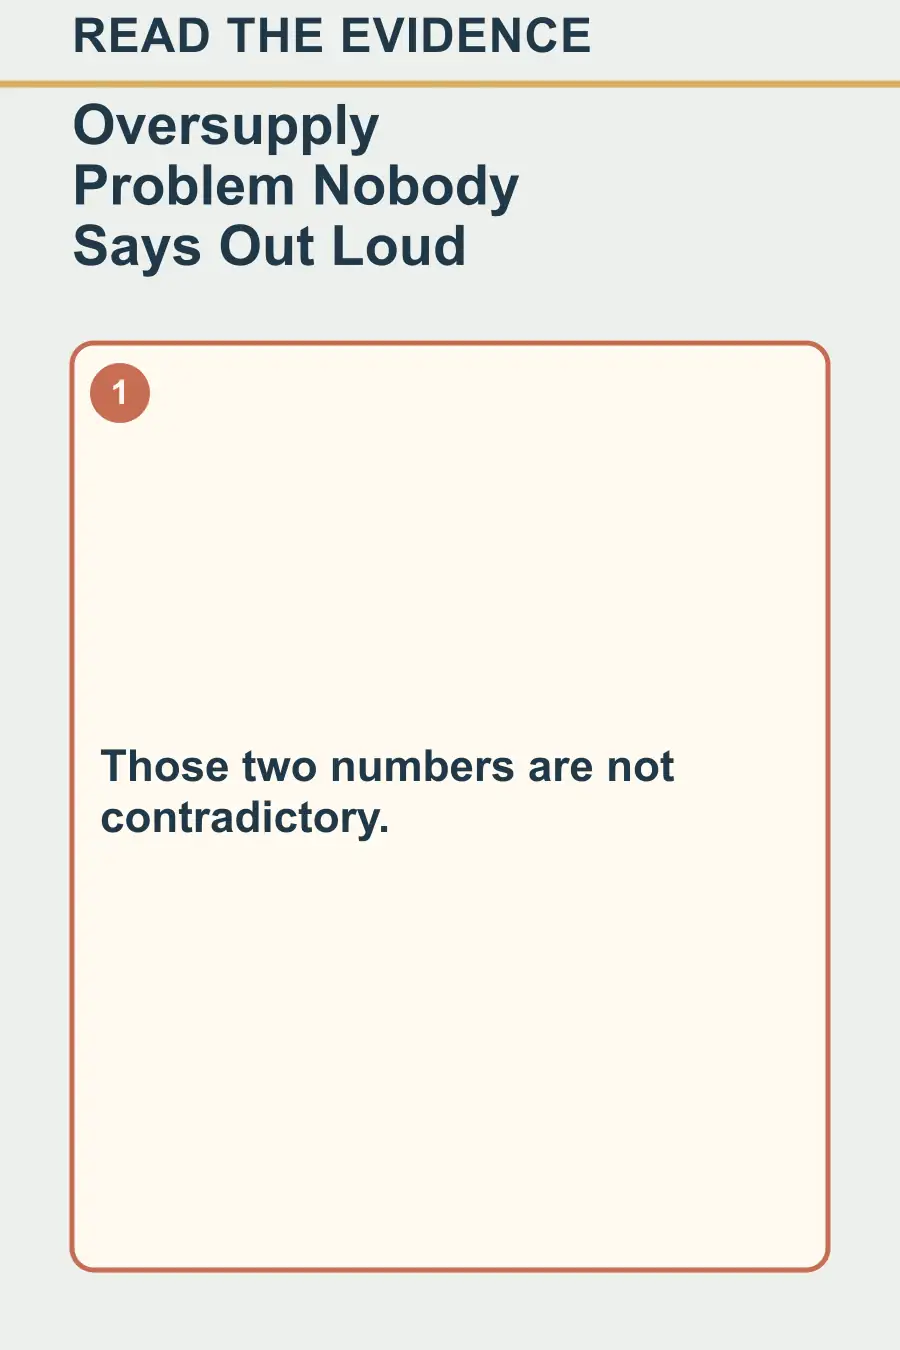 READ THE EVIDENCE
Oversupply
Problem Nobody
Says Out Loud
1
Those two numbers are not
contradictory.